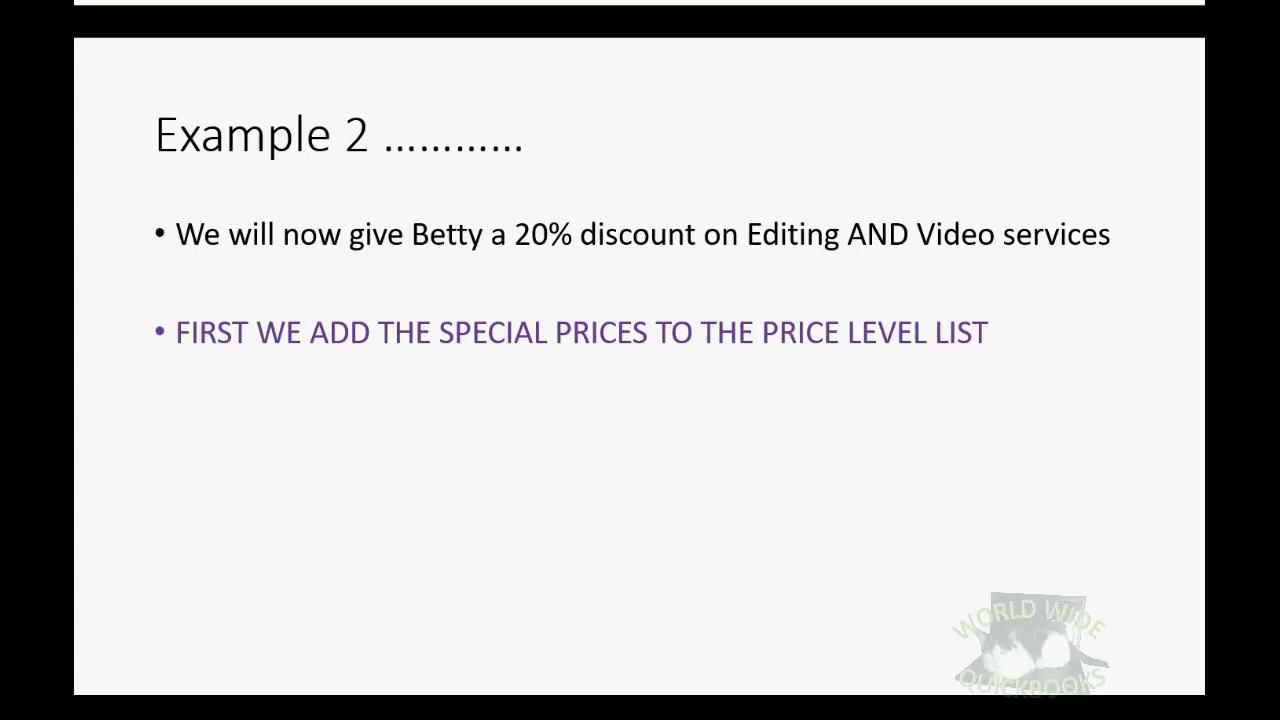 Example 2 ............
• We will now give Betty a 20% discount on Editing AND Video services
• FIRST WE ADD THE SPECIAL PRICES TO THE PRICE LEVEL LIST
WORLD WIDE
QUICKBOOKS